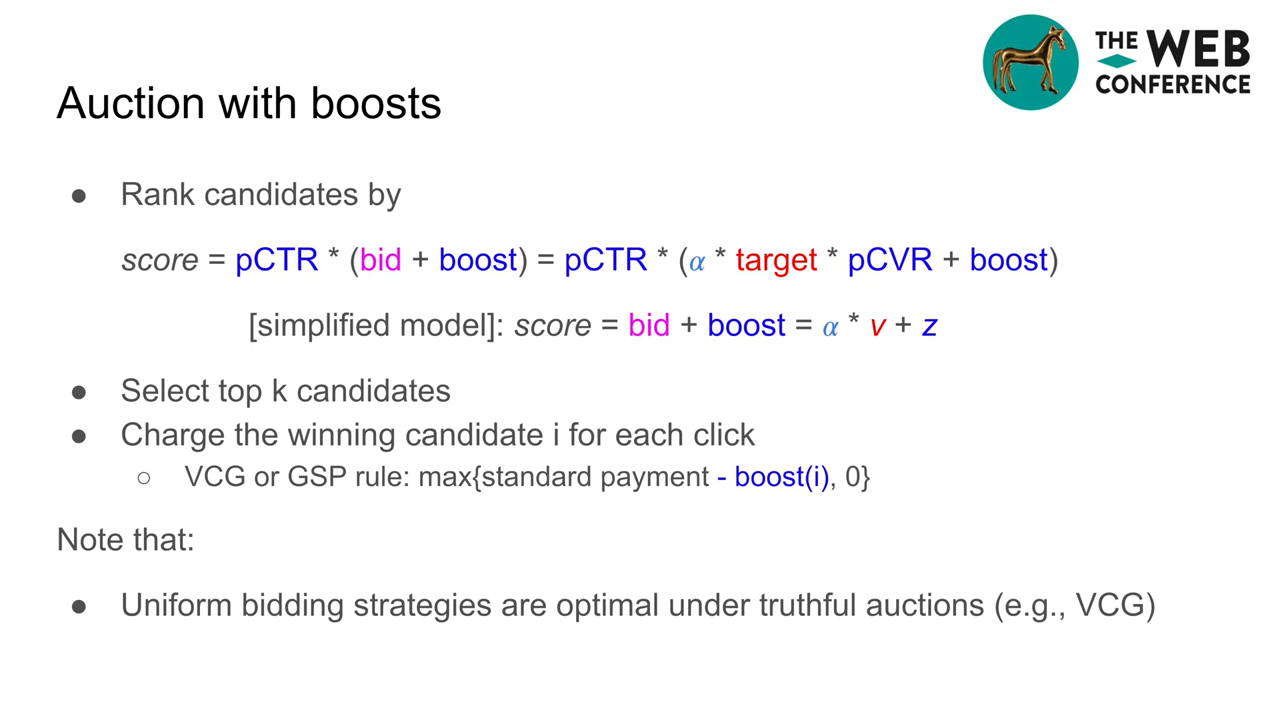 THE WEB
CONFERENCE
Auction with boosts
● Rank candidates by
score = pCTR * (bid + boost) = pCTR * (α * target * pCVR + boost)
[simplified model]: score = bid + boost = α * v + z
● Select top k candidates
● Charge the winning candidate i for each click
○ VCG or GSP rule: max{standard payment - boost(i), 0}
Note that:
● Uniform bidding strategies are optimal under truthful auctions (e.g., VCG)